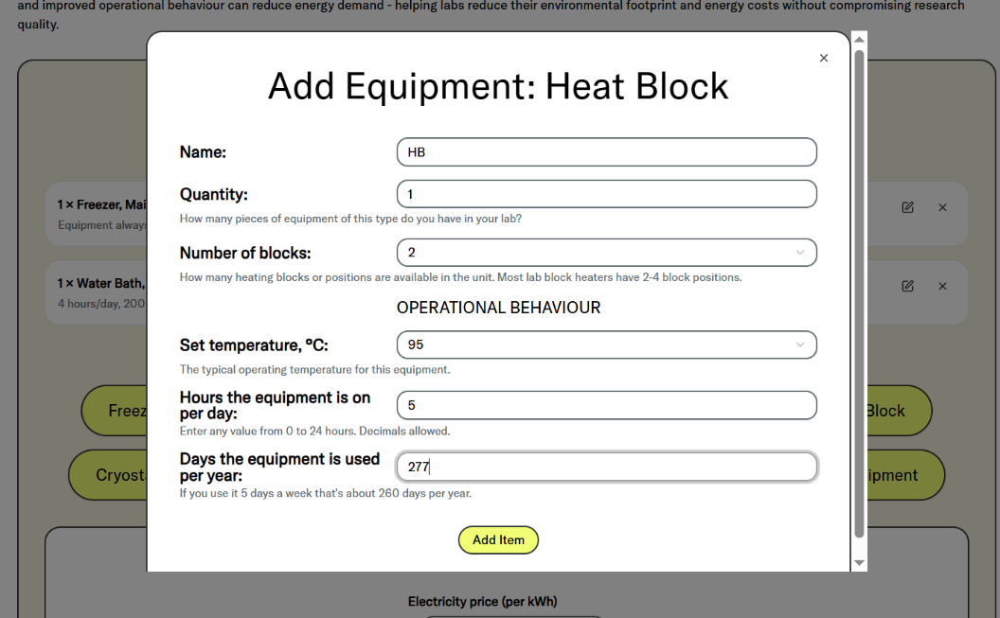 and improved operational behaviour can reduce energy demand - helping labs reduce their environmental footprint and energy costs without compromising research
quality.
×
Add Equipment: Heat Block
Name:
HB
Quantity:
1
How many pieces of equipment of this type do you have in your lab?
Number of blocks:
2
How many heating blocks or positions are available in the unit. Most lab block heaters have 2-4 block positions.
OPERATIONAL BEHAVIOUR
Set temperature, °C:
95
The typical operating temperature for this equipment.
Hours the equipment is on
per day:
5
Enter any value from 0 to 24 hours. Decimals allowed.
Days the equipment is used
per year:
277
If you use it 5 days a week that's about 260 days per year.
Add Item
1 × Freezer, Mai
Equipment always
1 × Water Bath,
4 hours/day, 200
Freez
Block
Cryost
ipment
Electricity price (per kWh)